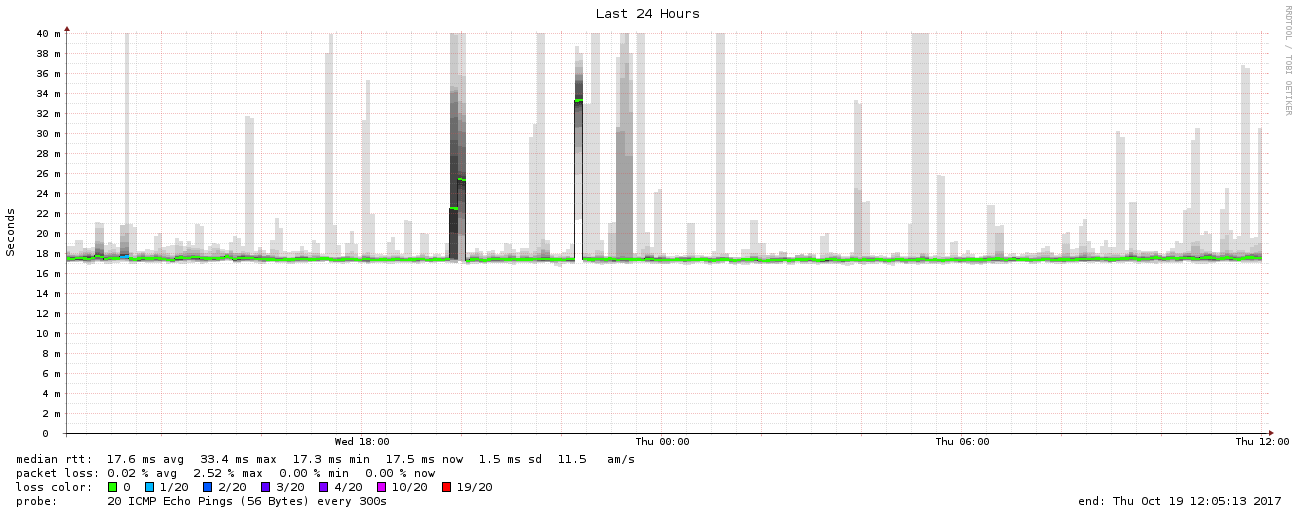 Last 24 Hours
RRDTOOL / TOBI OETIKER
Seconds
40 m
38 m
36 m
34 m
32 m
30 m
28 m
26 m
24 m
22 m
20 m
18 m
16 m
14 m
12 m
10 m
8 m
6 m
4 m
2 m
0
Wed 18:00 Thu 00:00 Thu 06:00 Thu 12:00
median rtt: 17.6 ms avg 33.4 ms max 17.3 ms min 17.5 ms now 1.5 ms sd 11.5 am/s
packet loss: 0.02 % avg 2.52 % max 0.00 % min 0.00 % now
loss color: 0 1/20 2/20 3/20 4/20 10/20 19/20
probe: 20 ICMP Echo Pings (56 Bytes) every 300s end: Thu Oct 19 12:05:13 2017